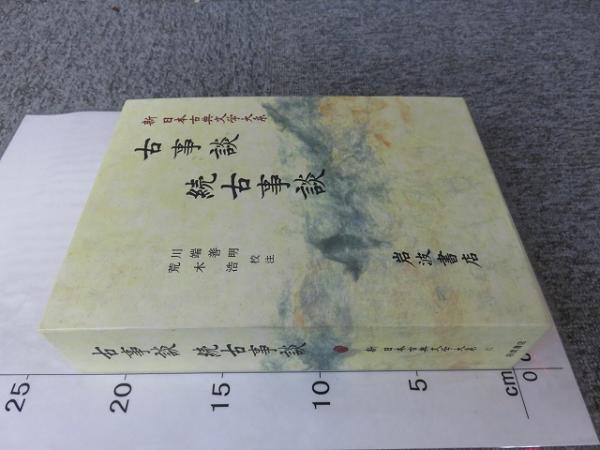 新 日本古典文学大系
古事談
続古事談
川端善明
荒木浩
校注
岩波書店
古事談 続古事談
新 日本古典文学大系
25
20
15
10
5
0
cm